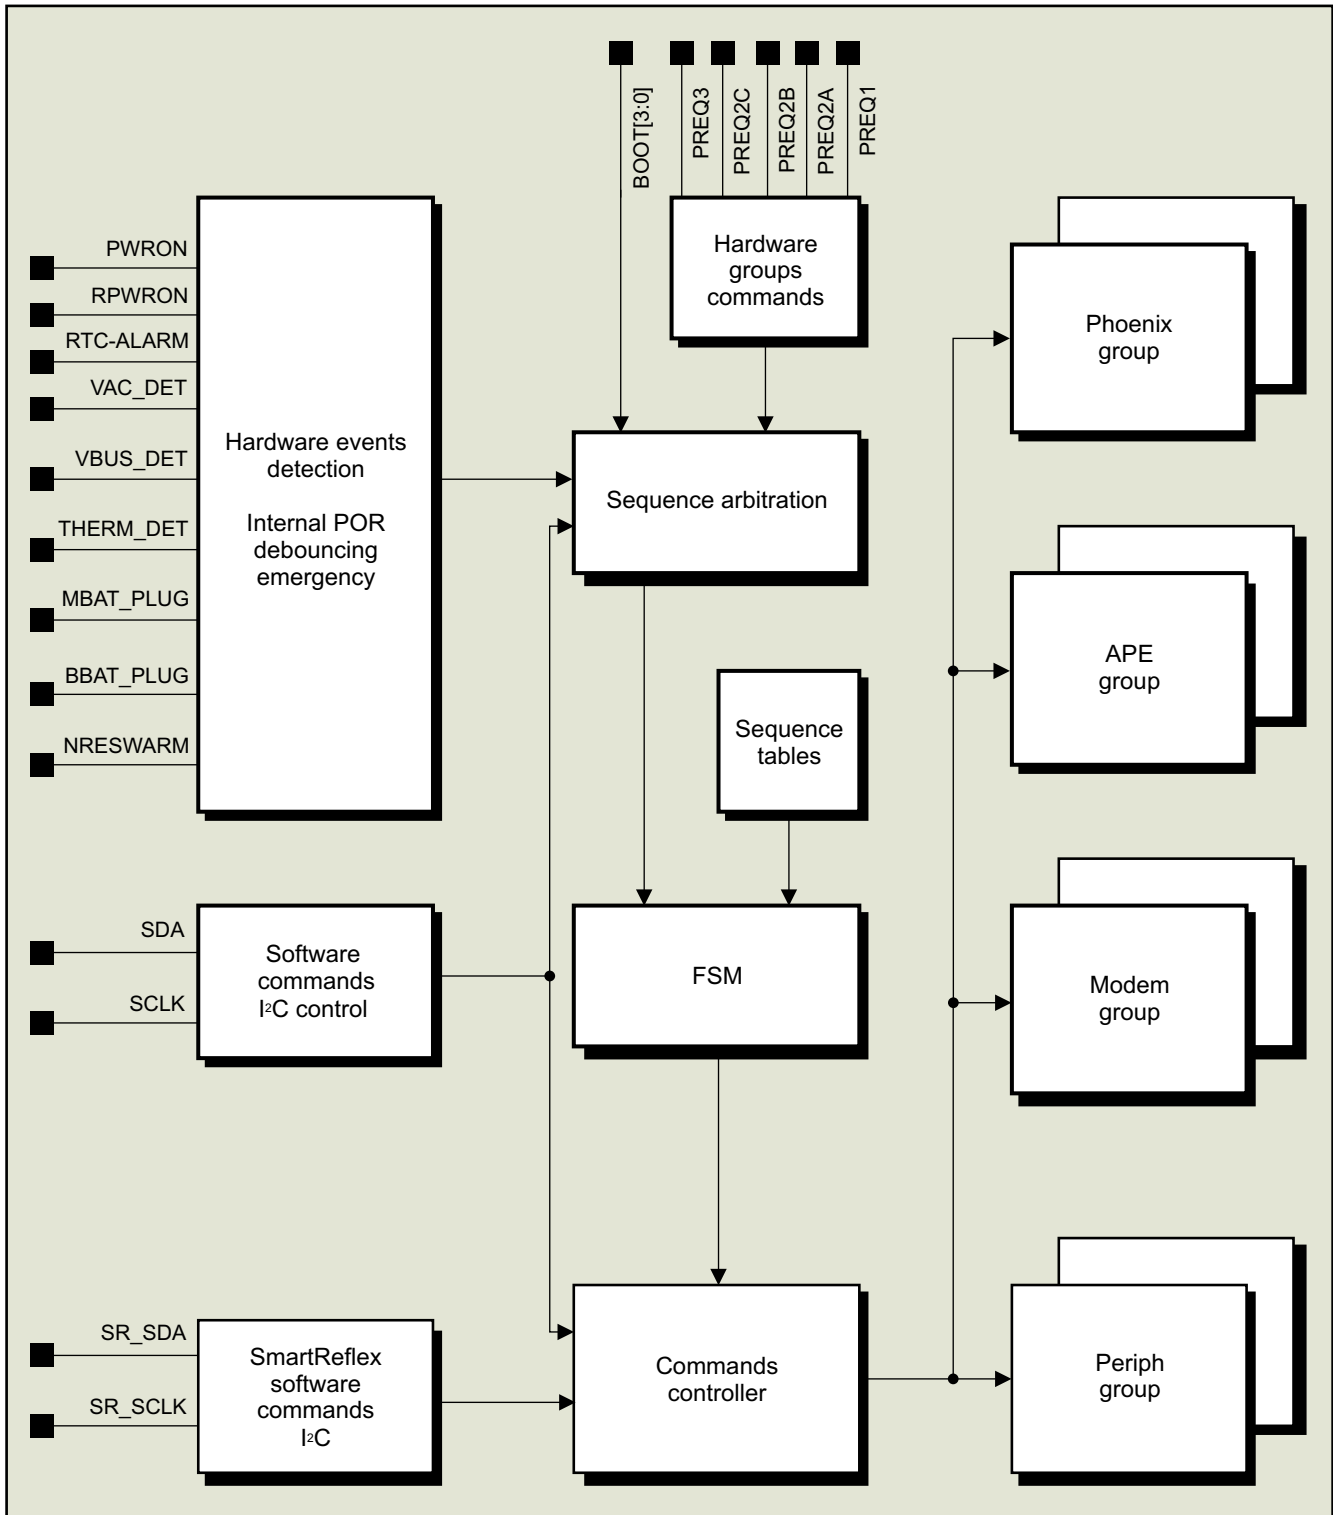 BOOT[3:0]
PREQ3
PREQ2C
PREQ2B
PREQ2A
PREQ1
PWRON
RPWRON
RTC-ALARM
VAC_DET
VBUS_DET
THERM_DET
MBAT_PLUG
BBAT_PLUG
NRESWARM
Hardware events
detection
Internal POR
debouncing
emergency
Hardware
groups
commands
Sequence arbitration
Sequence
tables
Phoenix
group
APE
group
SDA
SCLK
Software
commands
I²C control
FSM
Modem
group
SR_SDA
SR_SCLK
SmartReflex
software
commands
I²C
Commands
controller
Periph
group